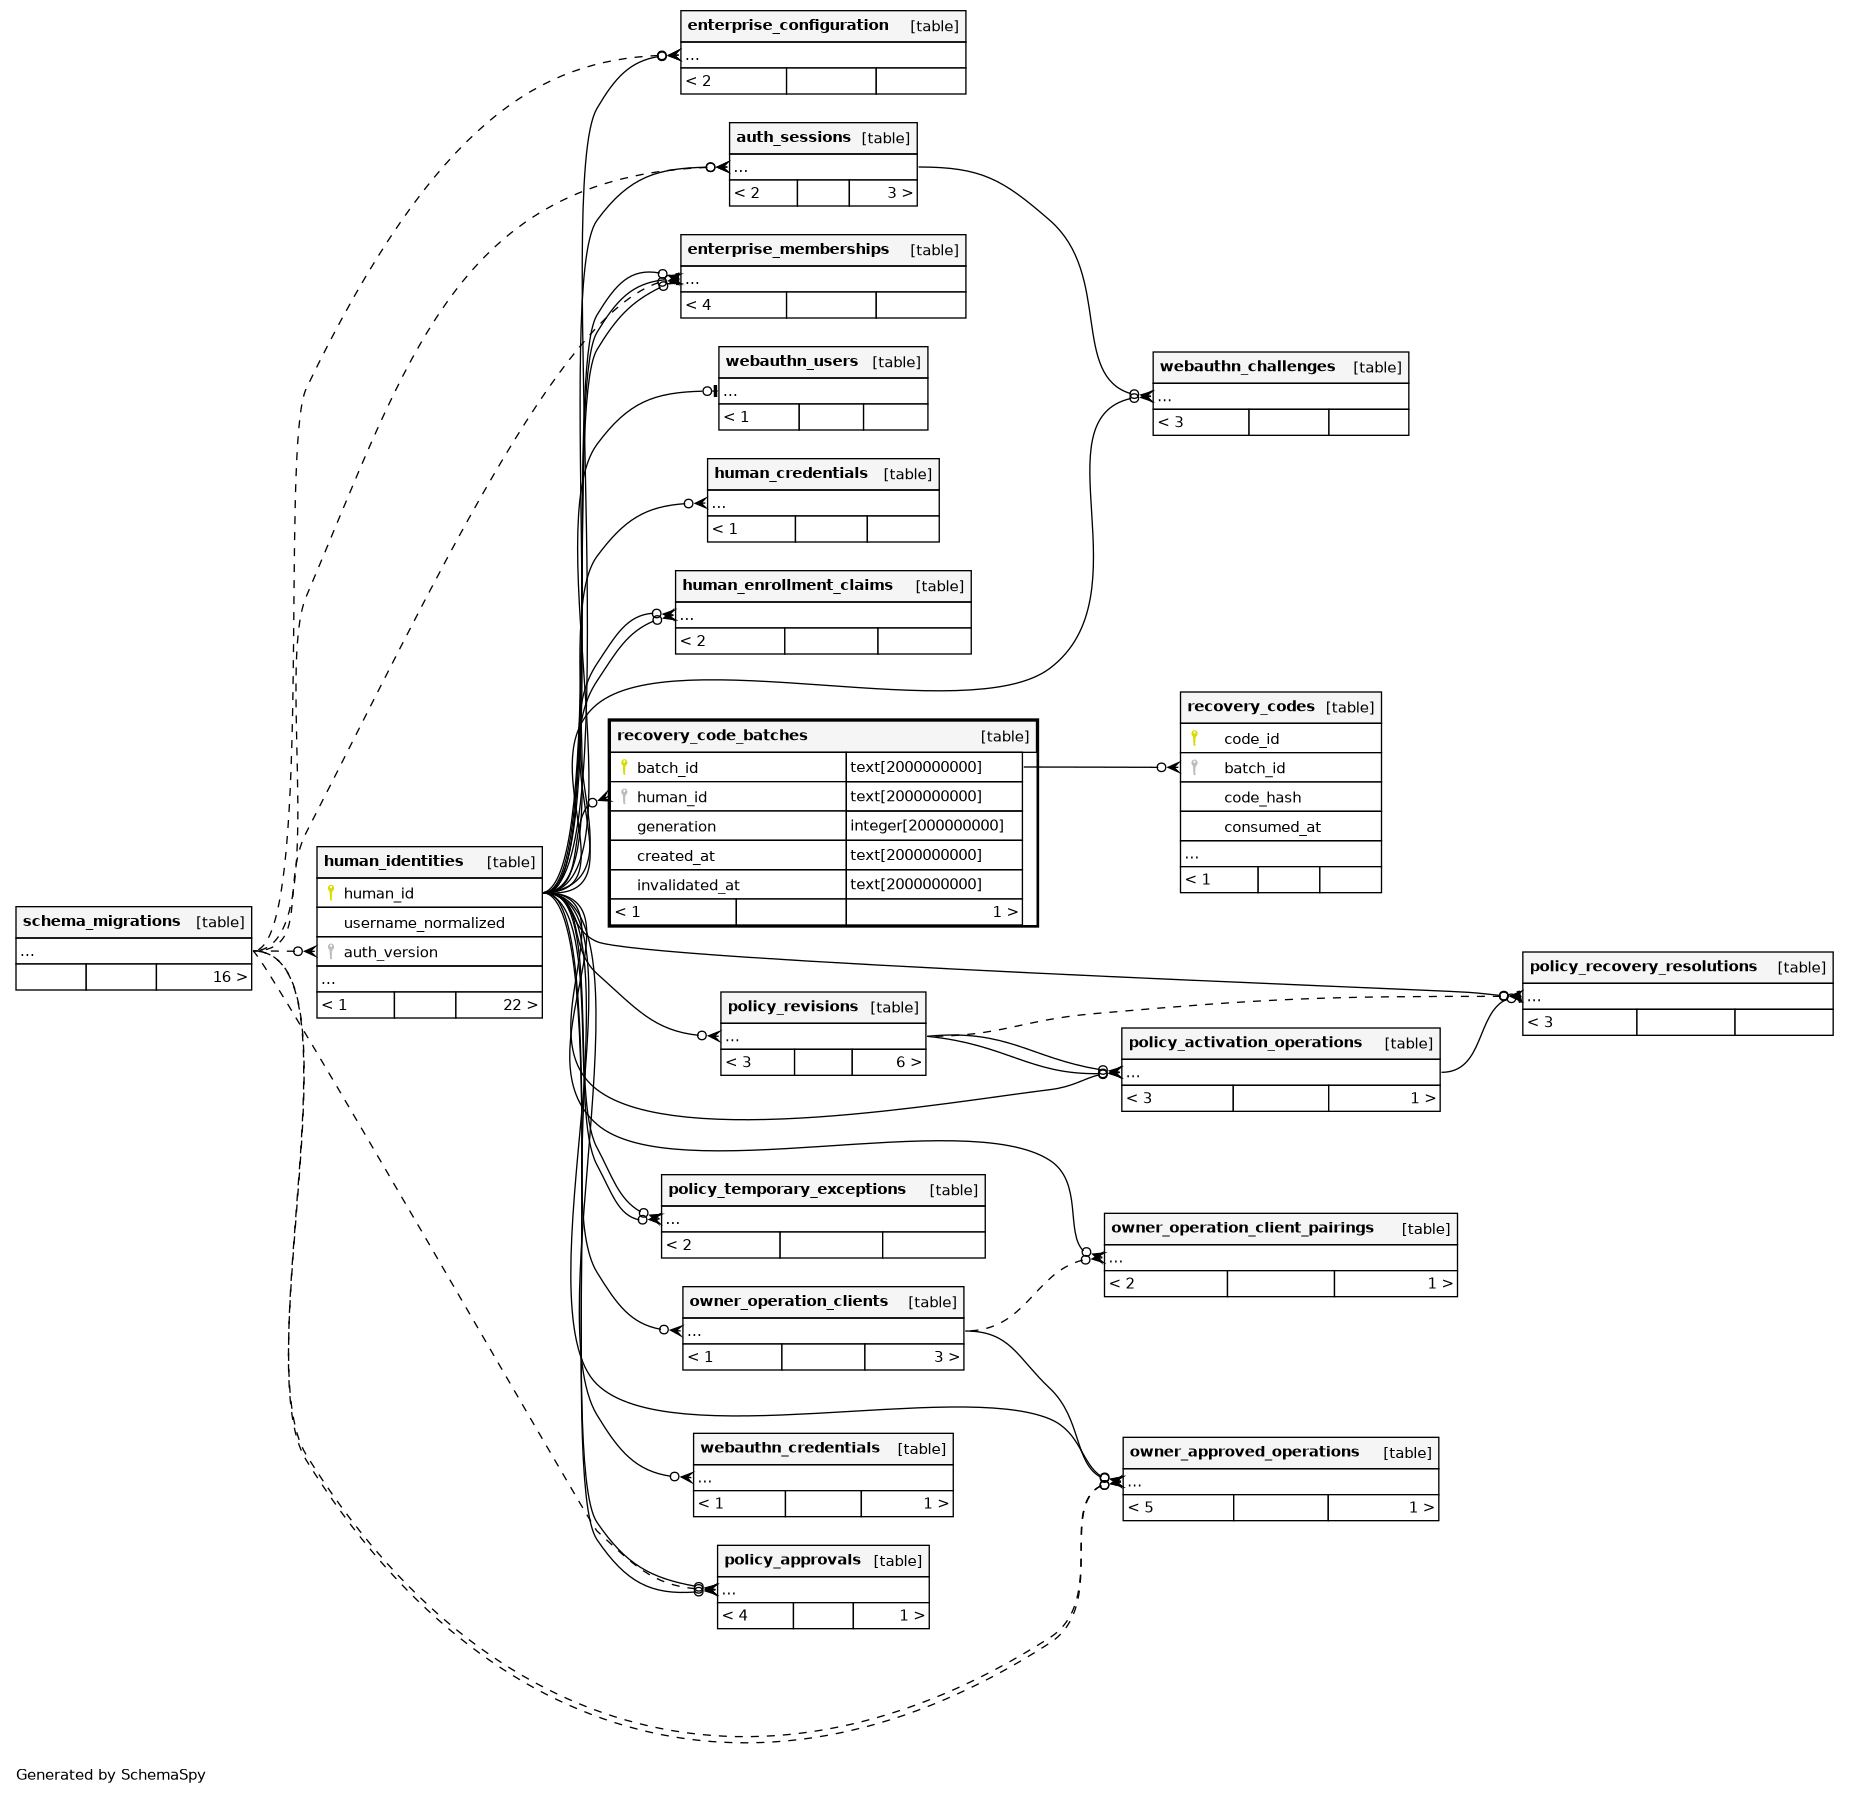 enterprise_configuration [table]
...
< 2
auth_sessions [table]
...
< 2 3 >
enterprise_memberships [table]
...
< 4
webauthn_users [table]
...
< 1
webauthn_challenges [table]
...
< 3
human_credentials [table]
...
< 1
human_enrollment_claims [table]
...
< 2
recovery_code_batches [table]
batch_id text[2000000000]
human_id text[2000000000]
generation integer[2000000000]
created_at text[2000000000]
invalidated_at text[2000000000]
< 1 1 >
recovery_codes [table]
code_id
batch_id
code_hash
consumed_at
...
< 1
human_identities [table]
human_id
username_normalized
auth_version
...
< 1 22 >
schema_migrations [table]
...
16 >
policy_recovery_resolutions [table]
...
< 3
policy_revisions [table]
...
< 3 6 >
policy_activation_operations [table]
...
< 3 1 >
policy_temporary_exceptions [table]
...
< 2
owner_operation_client_pairings [table]
...
< 2 1 >
owner_operation_clients [table]
...
< 1 3 >
webauthn_credentials [table]
...
< 1 1 >
owner_approved_operations [table]
...
< 5 1 >
policy_approvals [table]
...
< 4 1 >
Generated by SchemaSpy